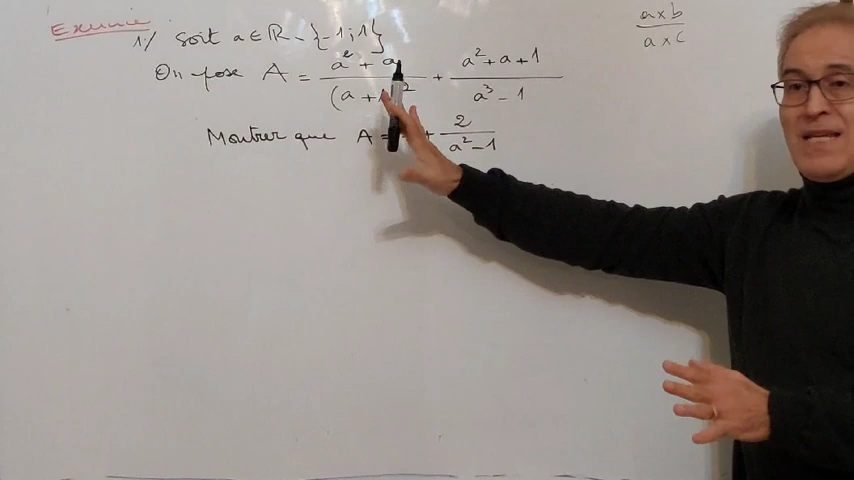 Exercice
1/ soit a ∈ ℝ - {-1; 1}
On pose A = (a² + a)/(a + 1)² + (a² + a + 1)/(a³ - 1)
Montrer que A = + 2/(a² - 1)
(a×b)/(a×c)